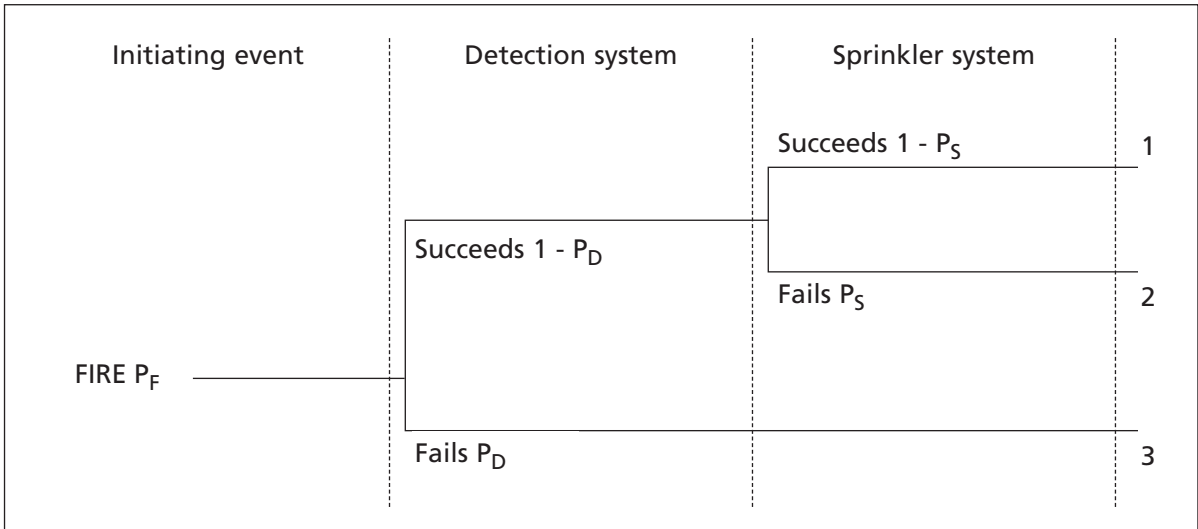 Initiating event
Detection system
Sprinkler system
Succeeds 1 - PS
1
Succeeds 1 - PD
Fails PS
2
FIRE PF
Fails PD
3